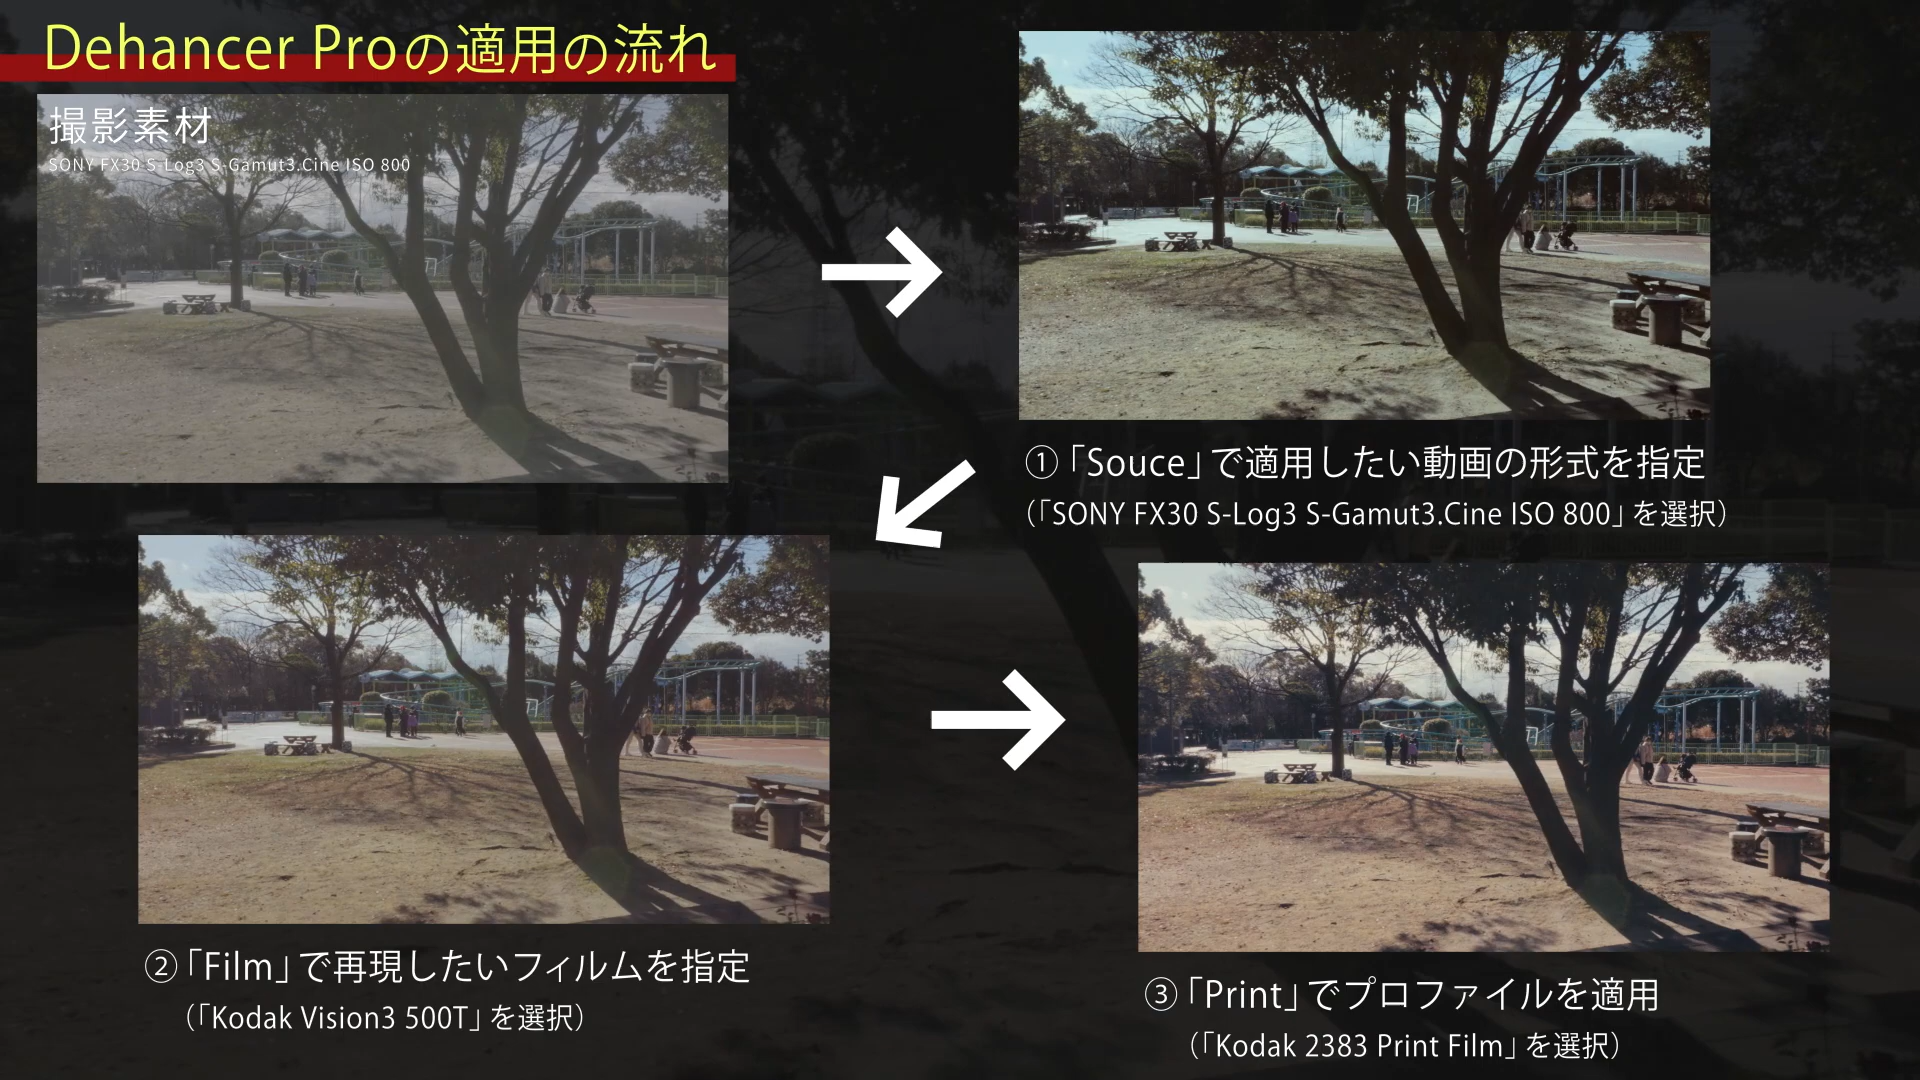 Dehancer Proの適用の流れ
撮影素材
SONY FX30 S-Log3 S-Gamut3.Cine ISO 800
①「Souce」で適用したい動画の形式を指定
（「SONY FX30 S-Log3 S-Gamut3.Cine ISO 800」を選択）
②「Film」で再現したいフィルムを指定
（「Kodak Vision3 500T」を選択）
③「Print」でプロファイルを適用
（「Kodak 2383 Print Film」を選択）